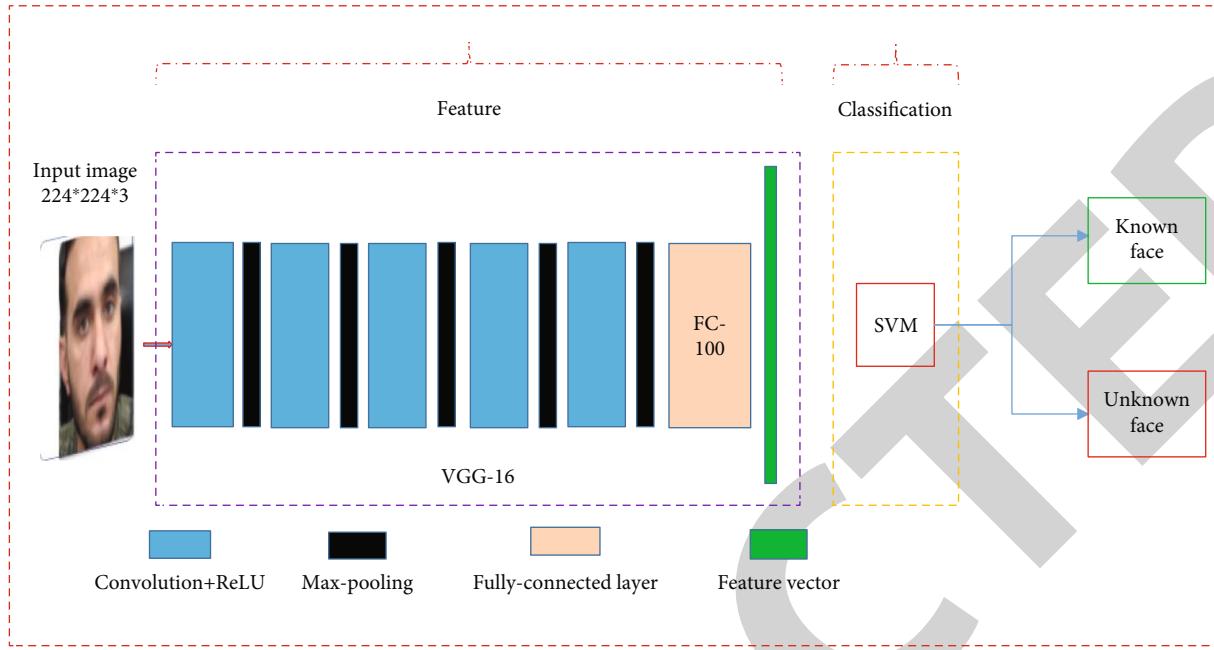 Feature
Classification
Input image
224*224*3
FC-
100
SVM
Known
face
Unknown
face
VGG-16
Convolution+ReLU
Max-pooling
Fully-connected layer
Feature vector